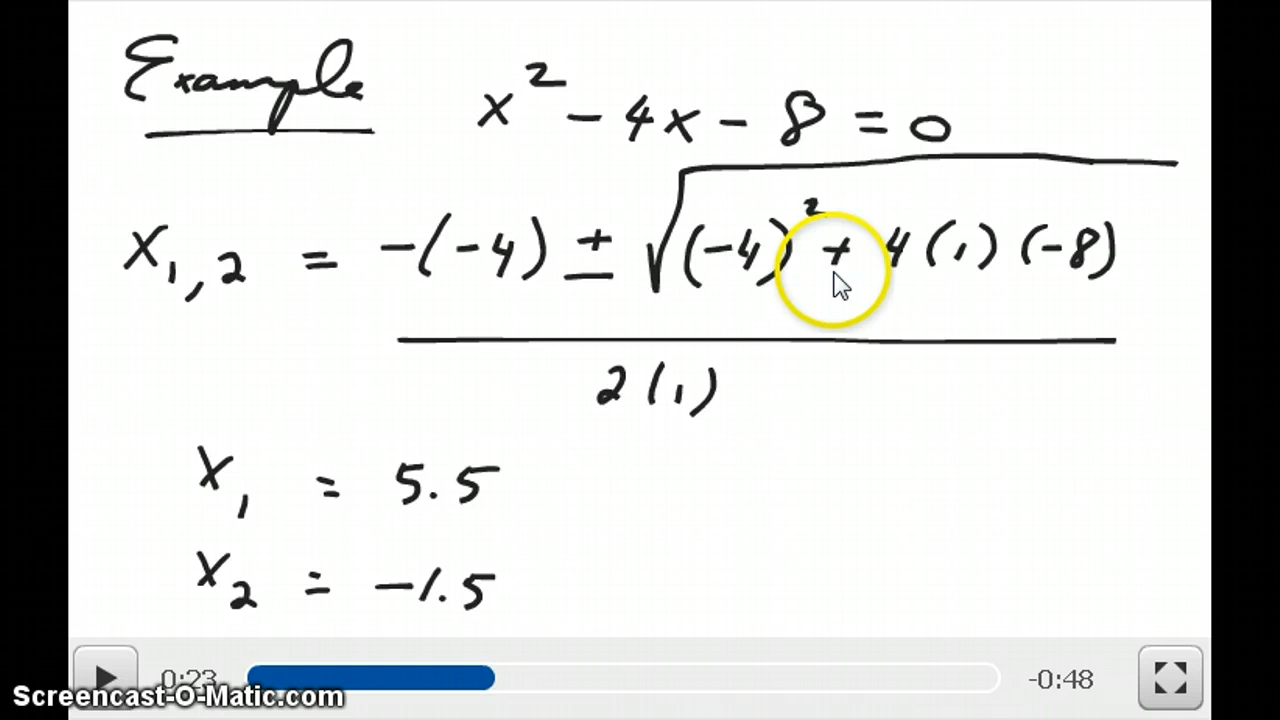 Example
x² - 4x - 8 = 0
x₁,₂ = -(-4) ± √(-4)² + 4(1)(-8)
2(1)
x₁ = 5.5
x₂ = -1.5
0:23
-0:48
Screencast-O-Matic.com